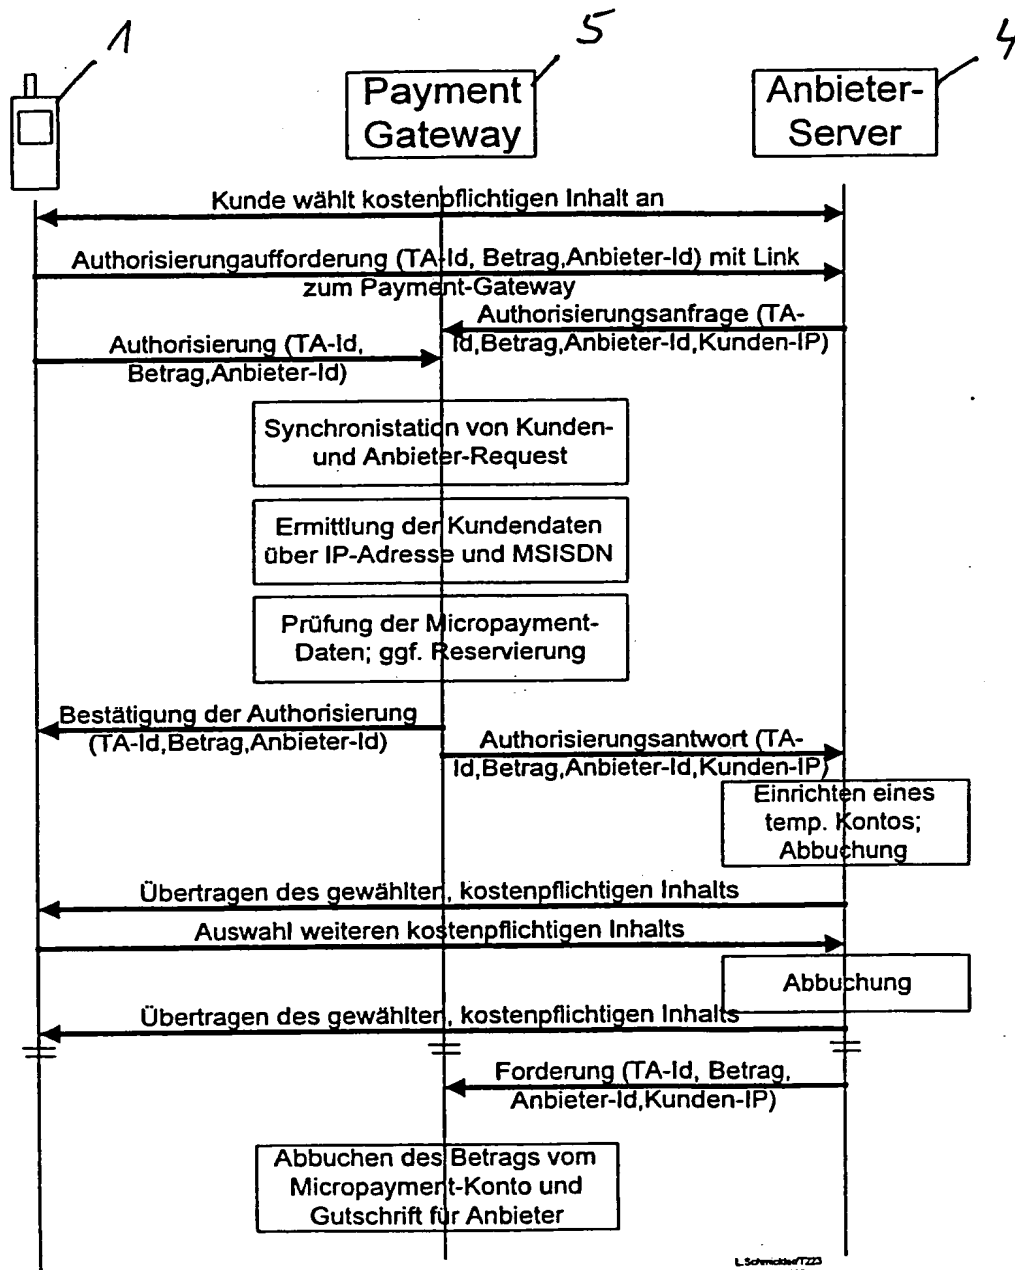 1
5
4
Payment
Gateway
Anbieter-
Server
Kunde wählt kostenpflichtigen Inhalt an
Authorisierungaufforderung (TA-Id, Betrag,Anbieter-Id) mit Link
zum Payment-Gateway
Authorisierungsanfrage (TA-
Id,Betrag,Anbieter-Id,Kunden-IP)
Authorisierung (TA-Id,
Betrag,Anbieter-Id)
Synchronistation von Kunden-
und Anbieter-Request
Ermittlung der Kundendaten
über IP-Adresse und MSISDN
Prüfung der Micropayment-
Daten; ggf. Reservierung
Bestätigung der Authorisierung
(TA-Id,Betrag,Anbieter-Id)
Authorisierungsantwort (TA-
Id,Betrag,Anbieter-Id,Kunden-IP)
Einrichten eines
temp. Kontos;
Abbuchung
Übertragen des gewählten, kostenpflichtigen Inhalts
Auswahl weiteren kostenpflichtigen Inhalts
Abbuchung
Übertragen des gewählten, kostenpflichtigen Inhalts
Forderung (TA-Id, Betrag,
Anbieter-Id,Kunden-IP)
Abbuchen des Betrags vom
Micropayment-Konto und
Gutschrift für Anbieter